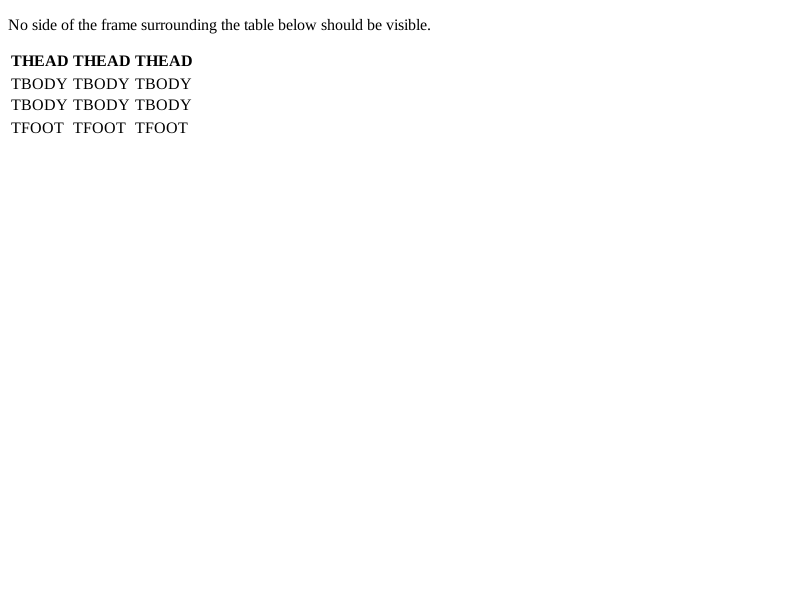 No side of the frame surrounding the table below should be visible.
THEAD THEAD THEAD
TBODY TBODY TBODY
TBODY TBODY TBODY
TFOOT TFOOT TFOOT